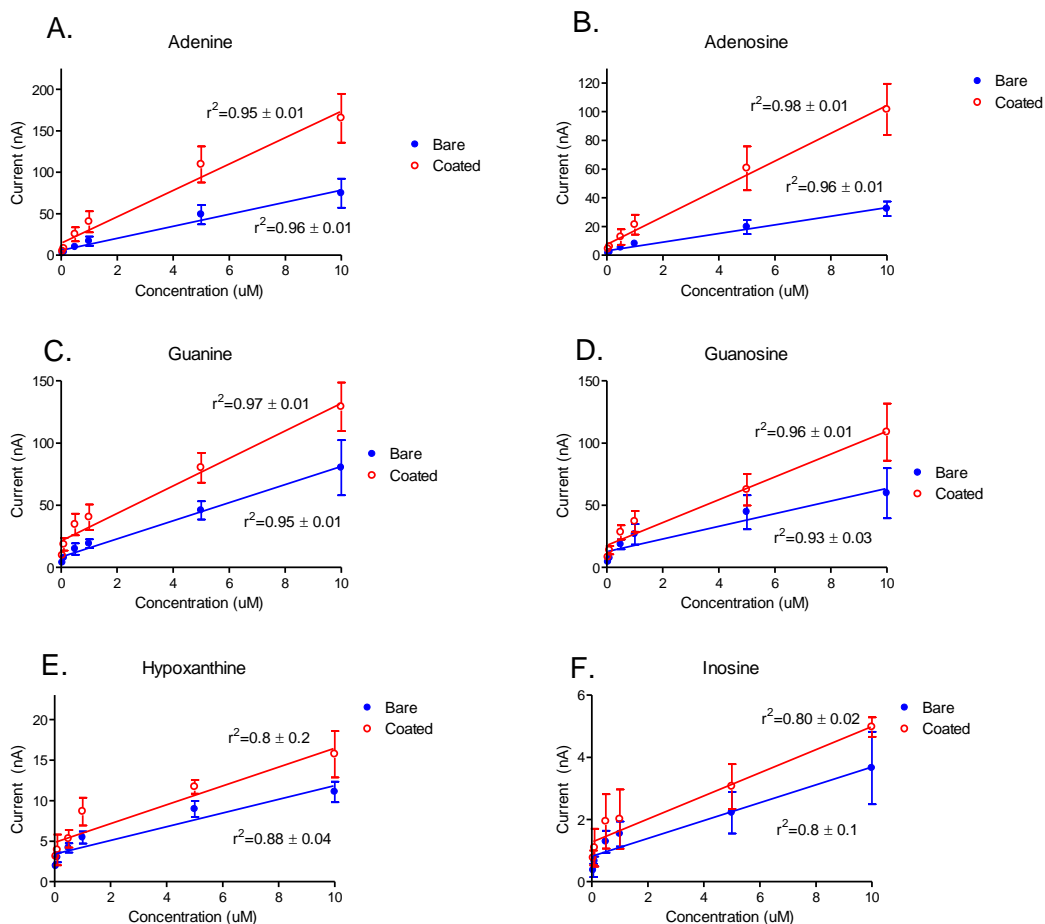 A.
Adenine
200
150
100
50
0
Current (nA)
r²=0.95 ± 0.01
r²=0.96 ± 0.01
0 2 4 6 8 10
Concentration (uM)
Bare
Coated
B.
Adenosine
120
100
80
60
40
20
0
Current (nA)
r²=0.98 ± 0.01
r²=0.96 ± 0.01
0 2 4 6 8 10
Concentration (uM)
Bare
Coated
C.
Guanine
150
100
50
0
Current (nA)
r²=0.97 ± 0.01
r²=0.95 ± 0.01
0 2 4 6 8 10
Concentration (uM)
Bare
Coated
D.
Guanosine
150
100
50
0
Current (nA)
r²=0.96 ± 0.01
r²=0.93 ± 0.03
0 2 4 6 8 10
Concentration (uM)
Bare
Coated
E.
Hypoxanthine
20
15
10
5
0
Current (nA)
r²=0.8 ± 0.2
r²=0.88 ± 0.04
0 2 4 6 8 10
Concentration (uM)
Bare
Coated
F.
Inosine
6
4
2
0
Current (nA)
r²=0.80 ± 0.02
r²=0.8 ± 0.1
0 2 4 6 8 10
Concentration (uM)
Bare
Coated